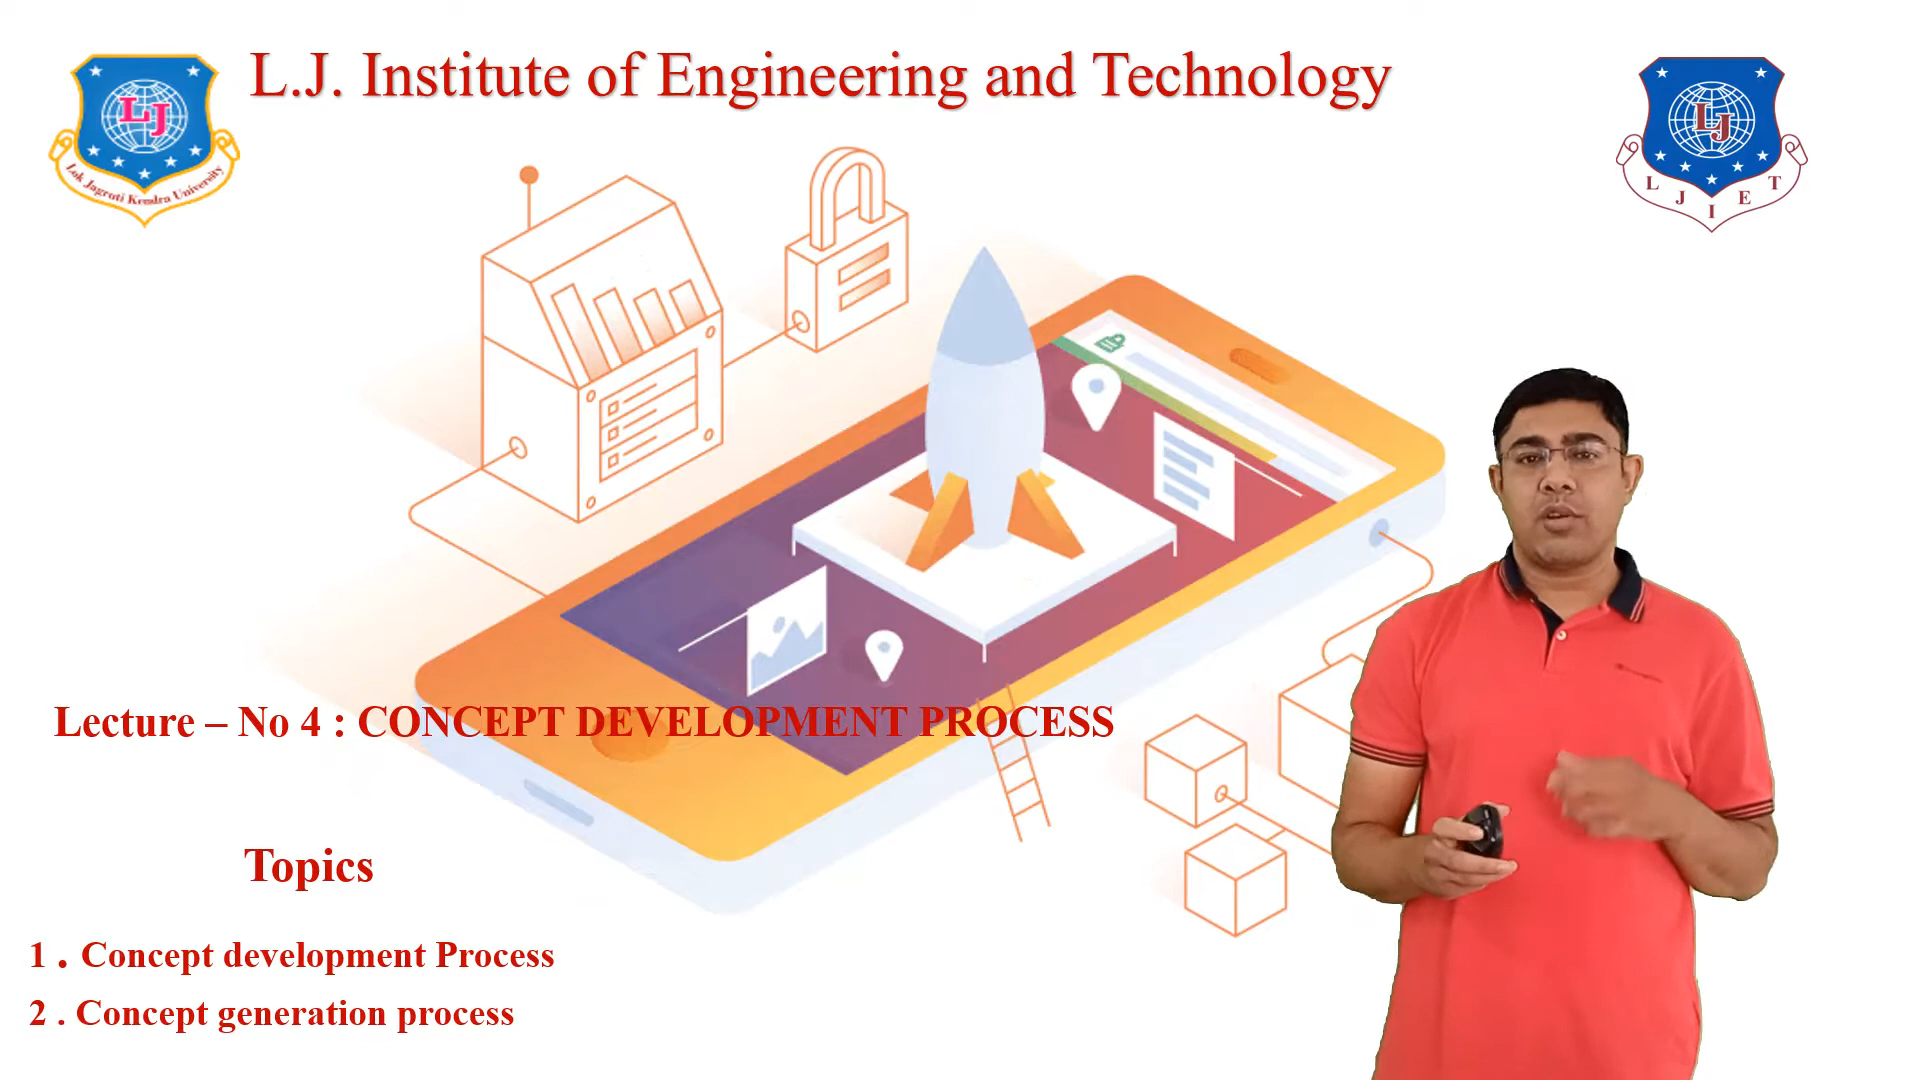 L.J. Institute of Engineering and Technology
LJ
Lok Jagruti Kendra University
LJ
L J I E T
Lecture – No 4 : CONCEPT DEVELOPMENT PROCESS
Topics
1 . Concept development Process
2 . Concept generation process